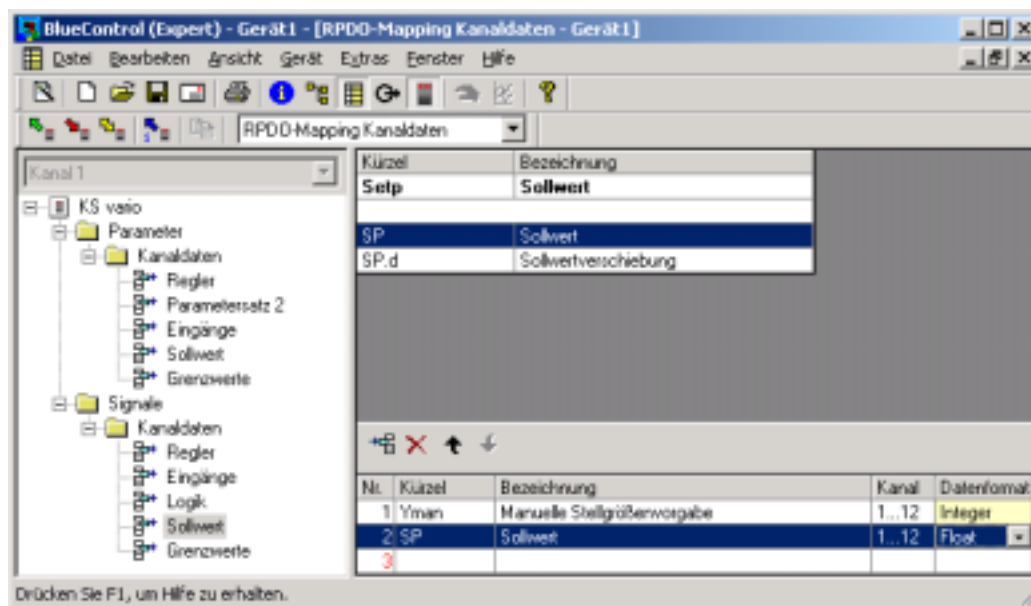 BlueControl (Expert) - Gerät1 - [RPDO-Mapping Kanaldaten - Gerät1]
Datei Bearbeiten Ansicht Gerät Extras Fenster Hilfe
RPDO-Mapping Kanaldaten
Kanal 1
KS vario
Parameter
Kanaldaten
Regler
Parametersatz 2
Eingänge
Sollwert
Grenzwerte
Signale
Kanaldaten
Regler
Eingänge
Logik
Sollwert
Grenzwerte
Kürzel Bezeichnung
Setp Sollwert
SP Sollwert
SP.d Sollwertverschiebung
Nr. Kürzel Bezeichnung Kanal Datenformat
1 Yman Manuelle Stellgrößenvorgabe 1...12 Integer
2 SP Sollwert 1...12 Float
3
Drücken Sie F1, um Hilfe zu erhalten.